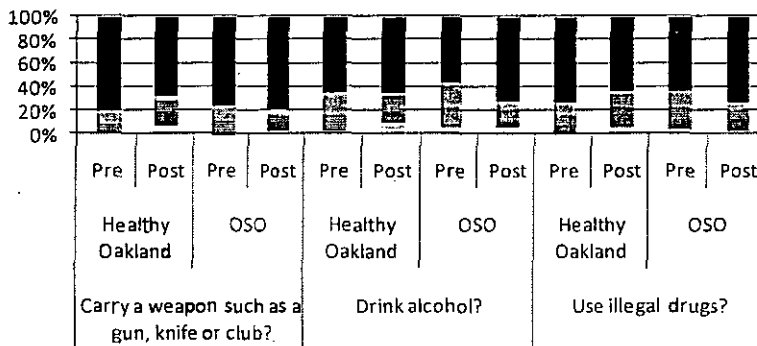 100%
80%
60%
40%
20%
0%
Pre Post Pre Post Pre Post Pre Post Pre Post Pre Post
Healthy Oakland OSO Healthy Oakland OSO Healthy Oakland OSO
Carry a weapon such as a gun, knife or club? Drink alcohol? Use illegal drugs?